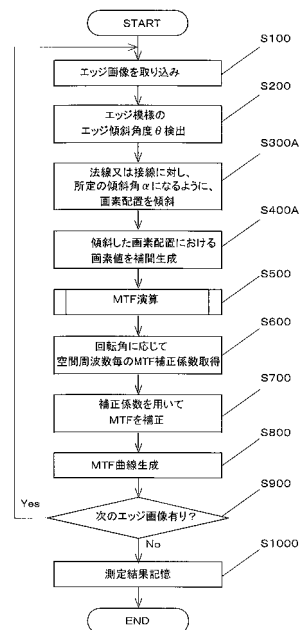 START
S100
エッジ画像を取り込み
S200
エッジ模様の
エッジ傾斜角度θ検出
S300A
法線又は接線に対し、
所定の傾斜角αになるように、
画素配置を傾斜
S400A
傾斜した画素配置における
画素値を補間生成
S500
MTF演算
S600
回転角に応じて
空間周波数毎のMTF補正係数取得
S700
補正係数を用いて
MTFを補正
S800
MTF曲線生成
S900
Yes
次のエッジ画像有り?
No
S1000
測定結果記憶
END